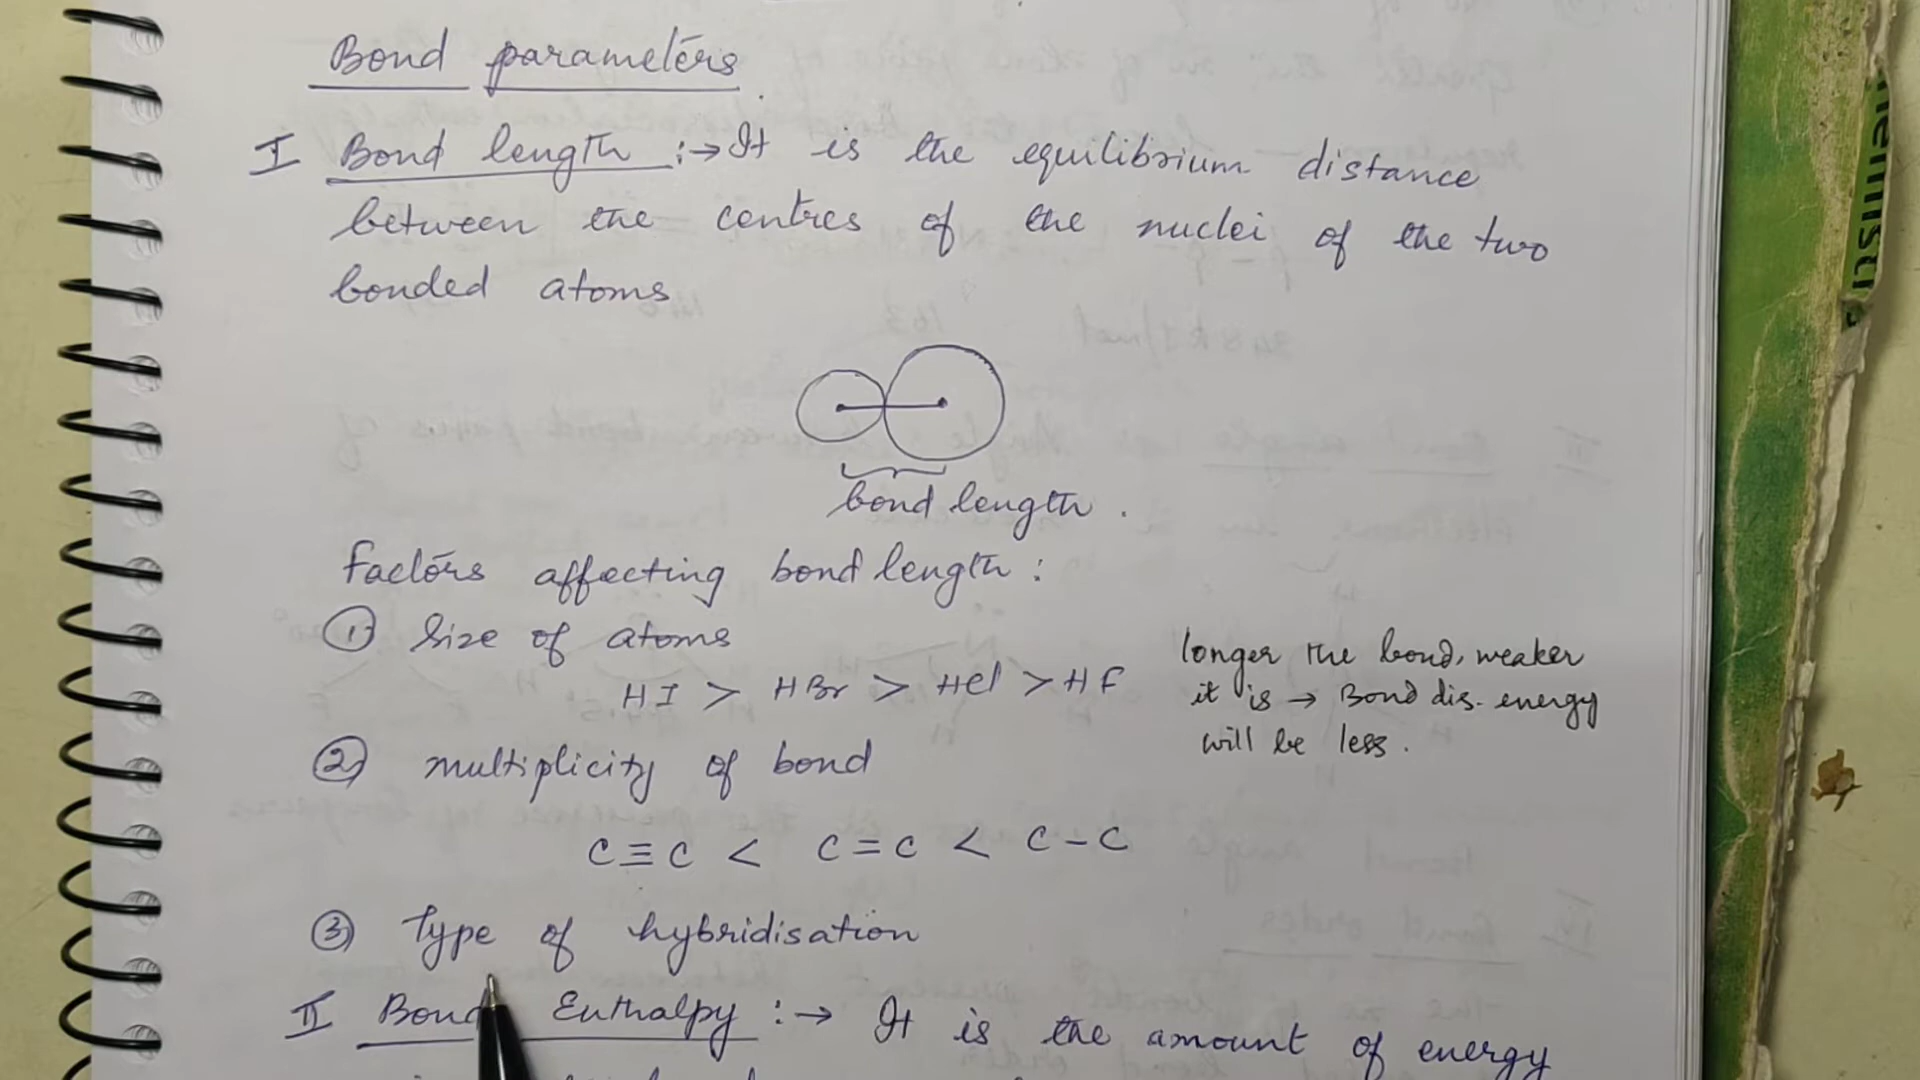 Bond parameters
I Bond length :→ It is the equilibrium distance
between the centres of the nuclei of the two
bonded atoms
bond length .
factors affecting bond length :
① Size of atoms
HI > HBr > HCl > HF
longer the bond, weaker
it is → Bond dis. energy
will be less .
② multiplicity of bond
C≡C < C=C < C-C
③ Type of hybridisation
II Bond Enthalpy :→ It is the amount of energy